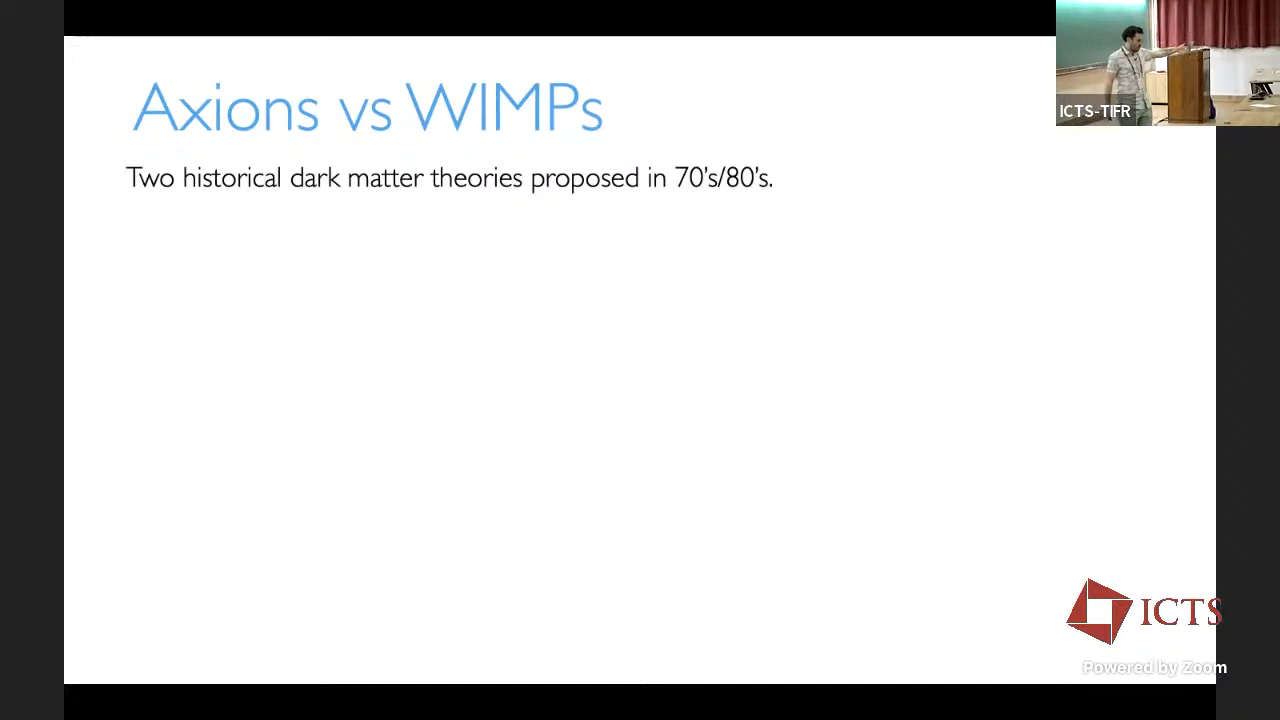 Axions vs WIMPs
Two historical dark matter theories proposed in 70's/80's.
ICTS-TIFR
ICTS
Powered by Zoom